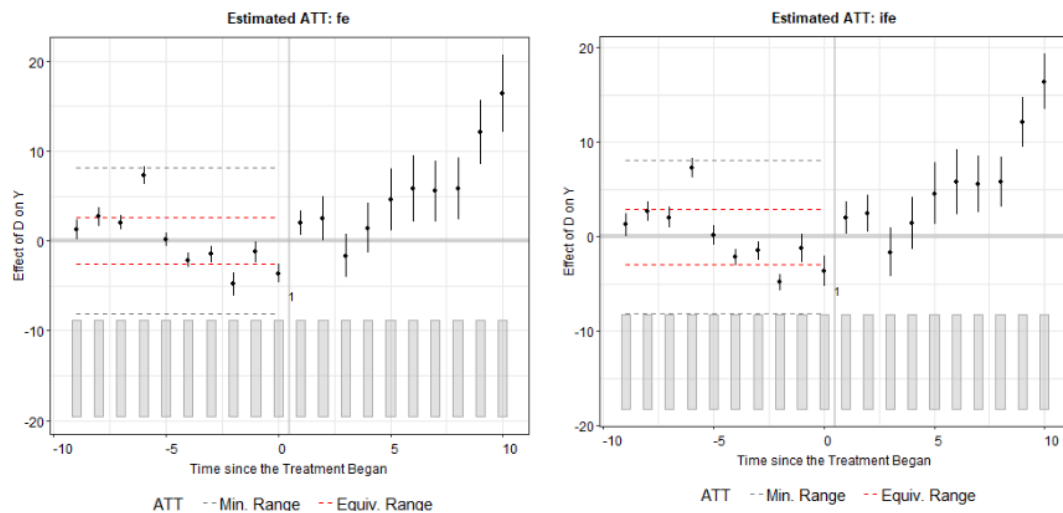 Estimated ATT: fe
Effect of D on Y
20
10
0
-10
-20
1
-10
-5
0
5
10
Time since the Treatment Began
ATT Min. Range Equiv. Range
Estimated ATT: ife
Effect of D on Y
20
10
0
-10
-20
1
-10
-5
0
5
10
Time since the Treatment Began
ATT Min. Range Equiv. Range